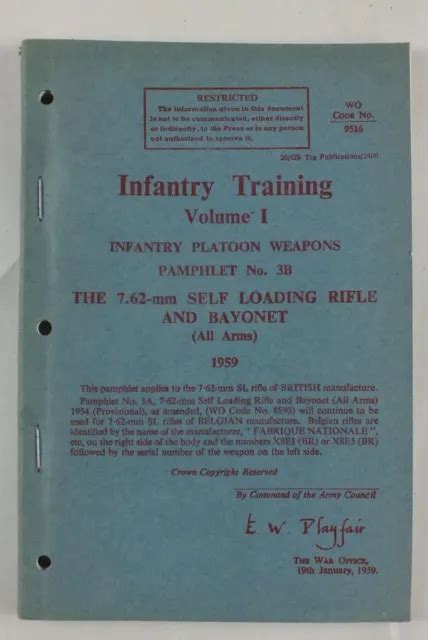 RESTRICTED
The information given in this document
is not to be communicated, either directly
or indirectly, to the Press or to any person
not authorized to receive it.
WO
CODE No.
9516
26/GS Trg Publications/2400
Infantry Training
Volume I
INFANTRY PLATOON WEAPONS
PAMPHLET No. 3B
THE 7.62-mm SELF LOADING RIFLE
AND BAYONET
(All Arms)
1959
This pamphlet applies to the 7·62-mm SL rifle of BRITISH manufacture.
Pamphlet No. 3A, 7·62-mm Self Loading Rifle and Bayonet (All Arms)
1954 (Provisional), as amended, (WO Code No. 8893) will continue to be
used for 7·62-mm SL rifles of BELGIAN manufacture. Belgian rifles are
identified by the name of the manufacturer, " FABRIQUE NATIONALE ",
etc, on the right side of the body and the numbers X8E1 (BR) or X8E5 (BR)
followed by the serial number of the weapon on the left side.
Crown Copyright Reserved
By Command of the Army Council
E. W. Playfair
THE WAR OFFICE,
19th January, 1959.